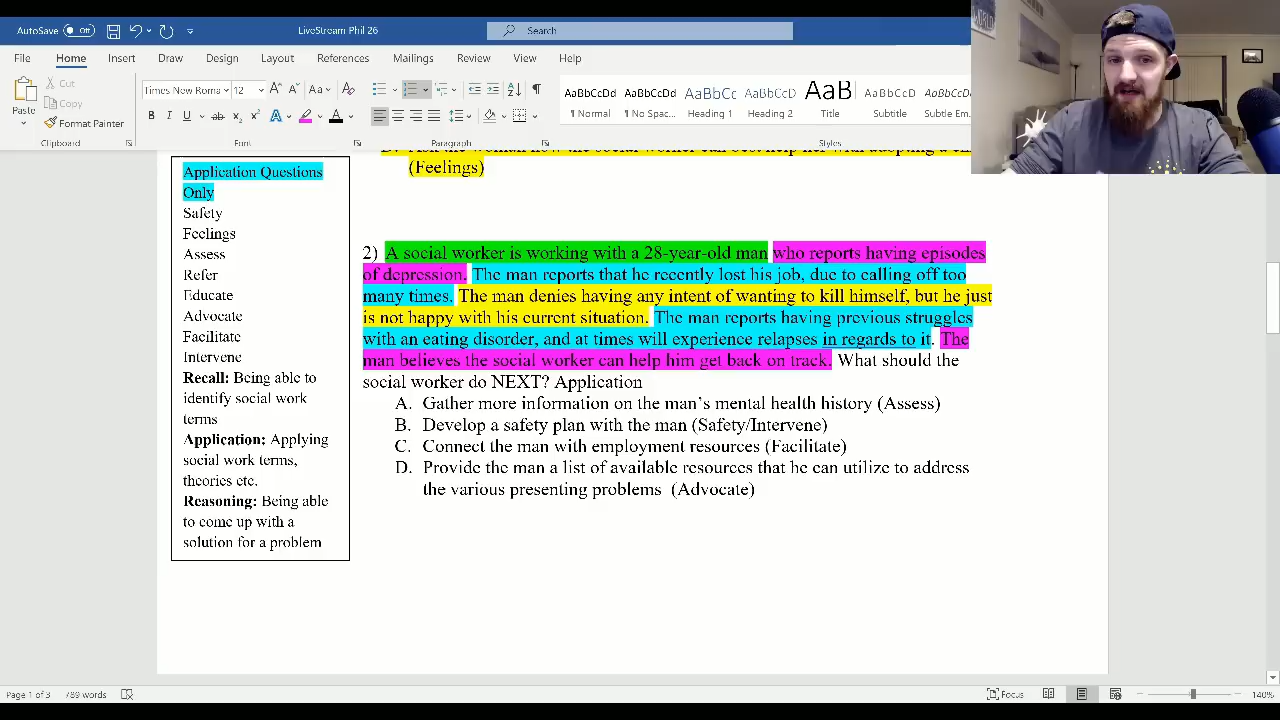 AutoSave Off LiveStream Phil 26 Search
File Home Insert Draw Design Layout References Mailings Review View Help
Cut
Copy
Paste Format Painter
Times New Roma 12
AaBbCcDd AaBbCcDd AaBbCc AaBbCcD AaB AaBbCcD AaBbCcDd
Normal No Spac... Heading 1 Heading 2 Title Subtitle Subtle Em...
Clipboard Font Paragraph Styles
(Feelings)
Application Questions
Only
Safety
Feelings
Assess
Refer
Educate
Advocate
Facilitate
Intervene
Recall: Being able to
identify social work
terms
Application: Applying
social work terms,
theories etc.
Reasoning: Being able
to come up with a
solution for a problem
2) A social worker is working with a 28-year-old man who reports having episodes
of depression. The man reports that he recently lost his job, due to calling off too
many times. The man denies having any intent of wanting to kill himself, but he just
is not happy with his current situation. The man reports having previous struggles
with an eating disorder, and at times will experience relapses in regards to it. The
man believes the social worker can help him get back on track. What should the
social worker do NEXT? Application
A. Gather more information on the man's mental health history (Assess)
B. Develop a safety plan with the man (Safety/Intervene)
C. Connect the man with employment resources (Facilitate)
D. Provide the man a list of available resources that he can utilize to address
the various presenting problems (Advocate)
Page 1 of 3 789 words Focus 140%